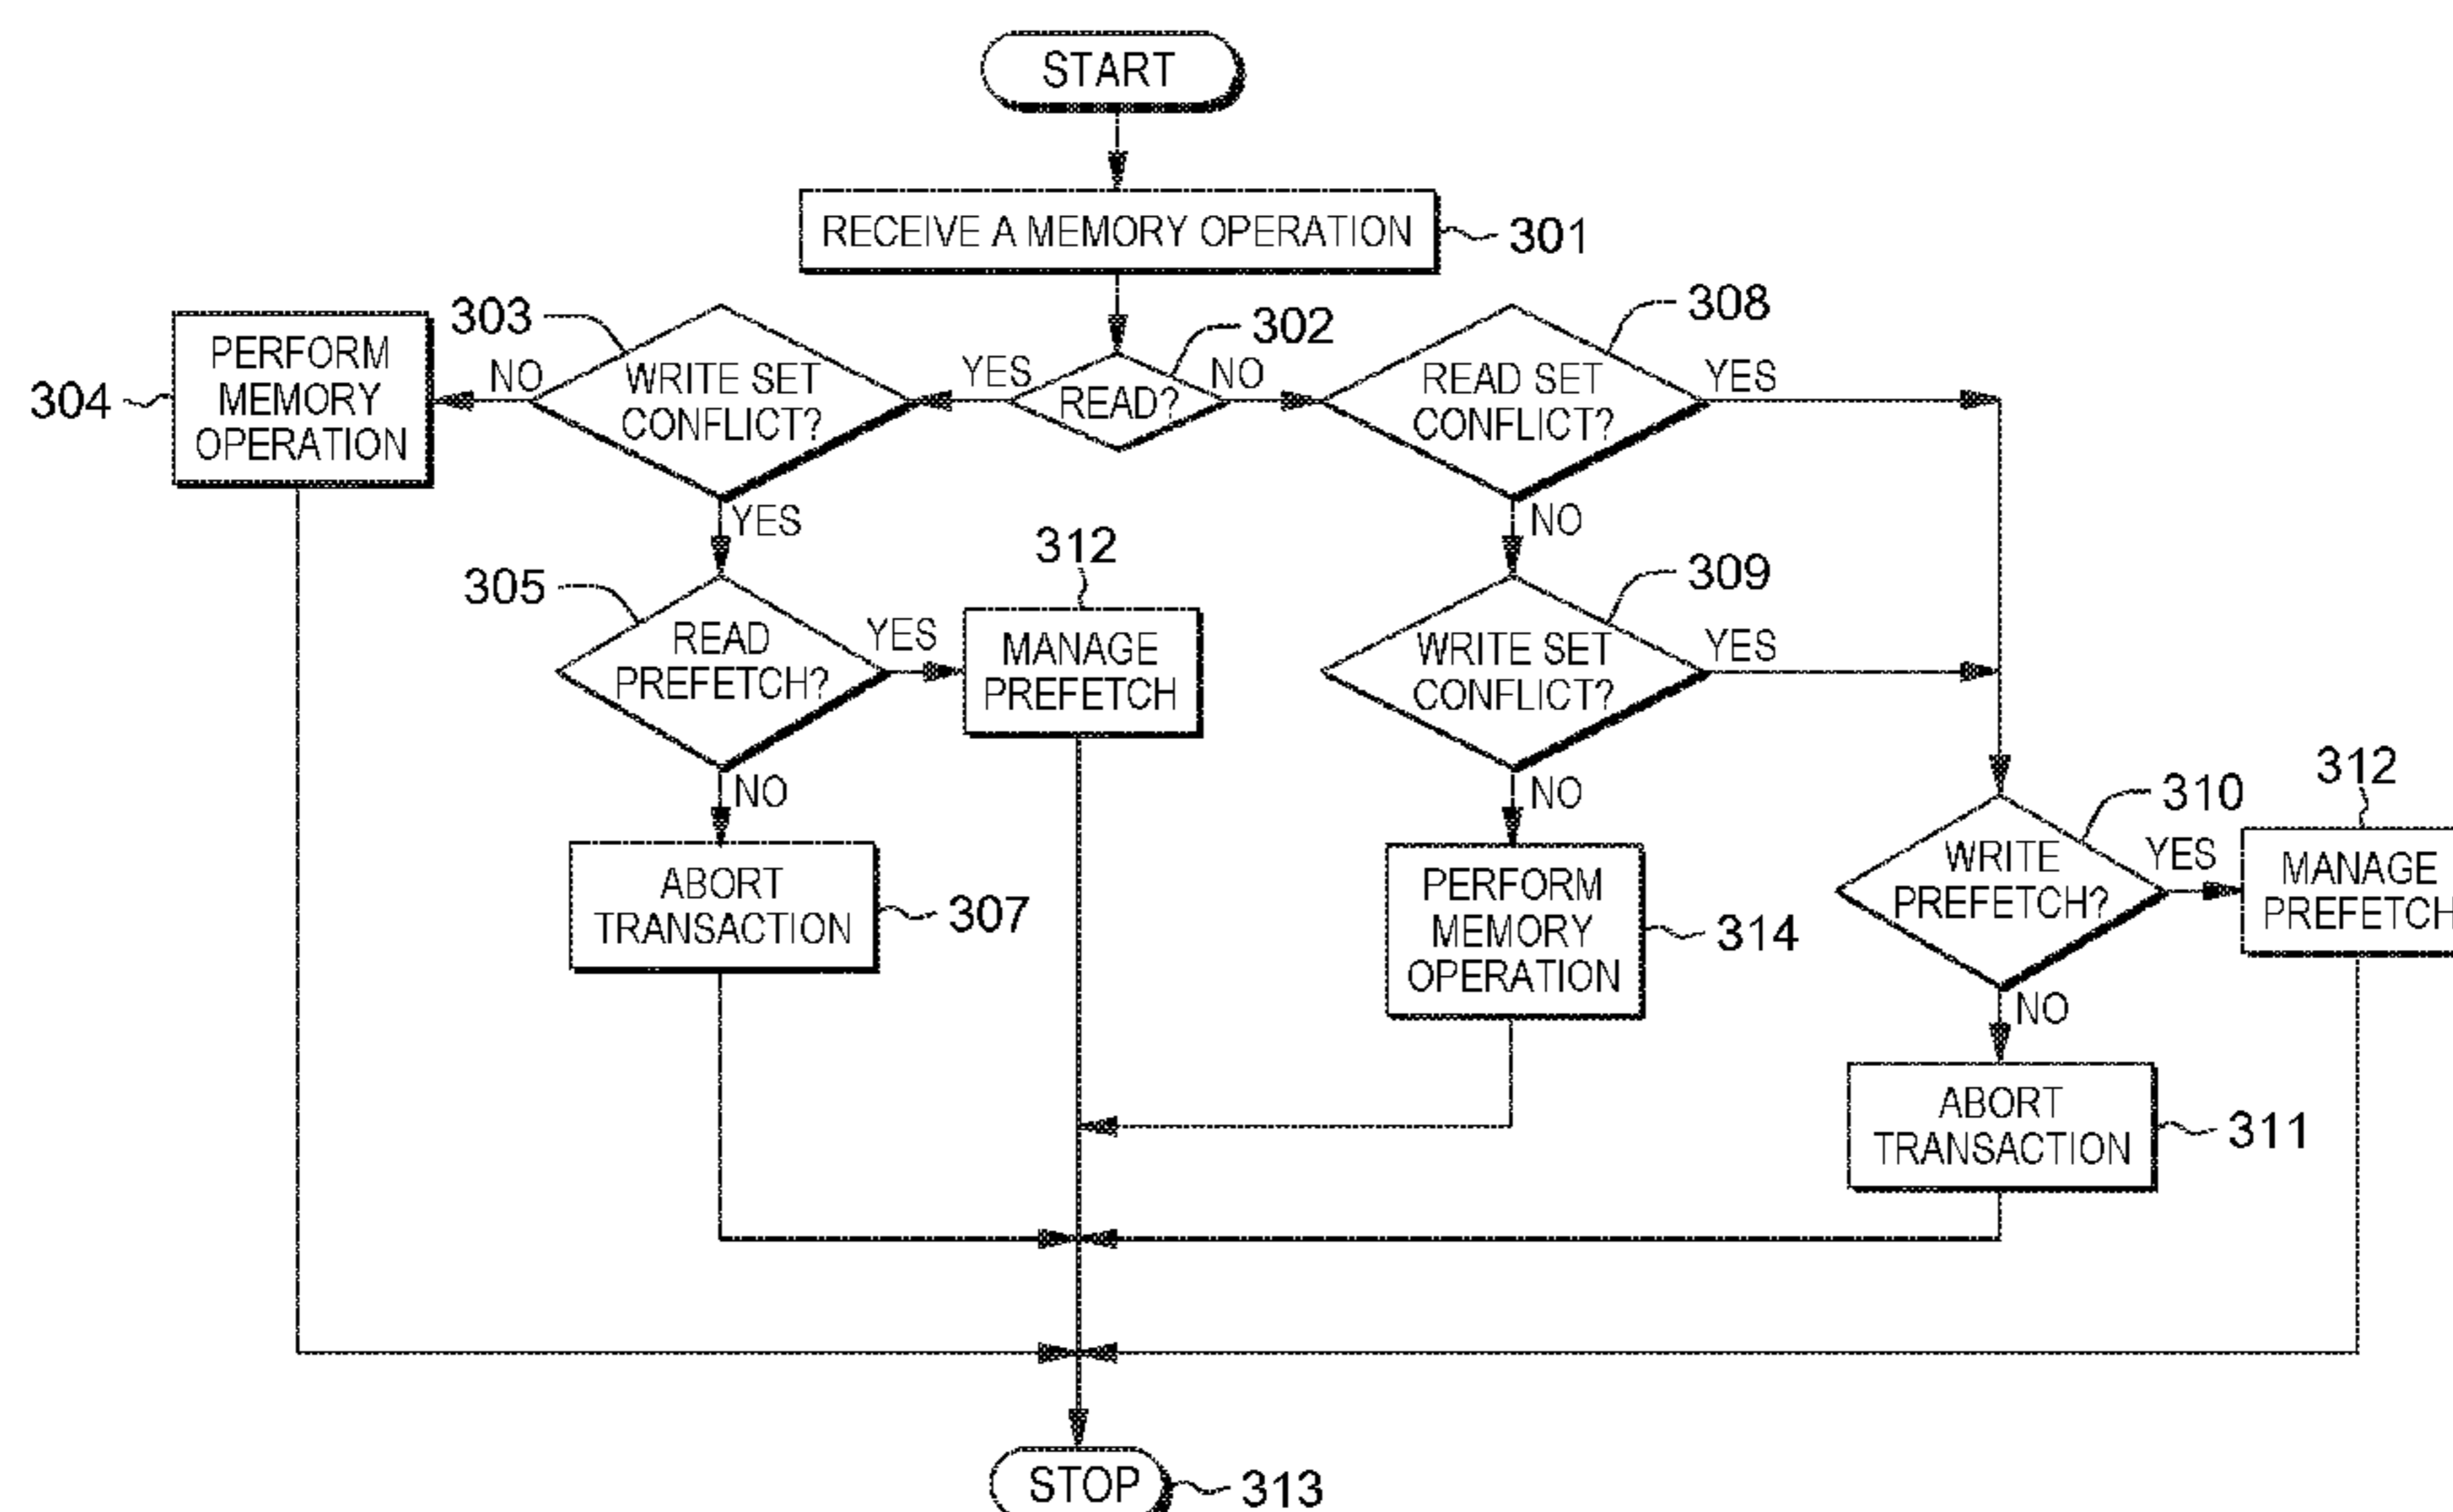 START
RECEIVE A MEMORY OPERATION
301
303
302
308
304
PERFORM
MEMORY
OPERATION
NO
WRITE SET
CONFLICT?
YES
READ?
NO
READ SET
CONFLICT?
YES
YES
NO
305
READ
PREFETCH?
YES
312
MANAGE
PREFETCH
309
WRITE SET
CONFLICT?
YES
NO
NO
310
312
ABORT
TRANSACTION
307
PERFORM
MEMORY
OPERATION
314
WRITE
PREFETCH?
YES
MANAGE
PREFETCH
NO
ABORT
TRANSACTION
311
STOP
313